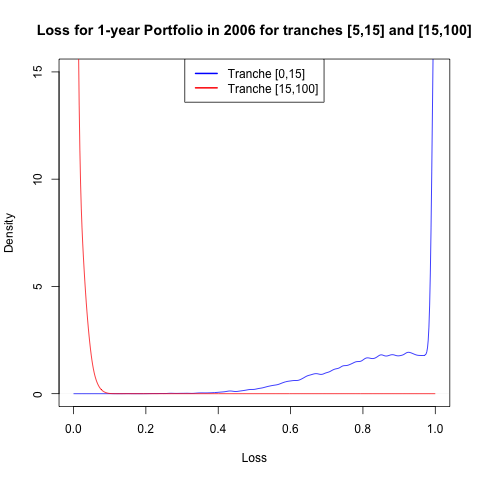 Loss for 1-year Portfolio in 2006 for tranches [5,15] and [15,100]
Tranche [0,15]
Tranche [15,100]
Density
15
10
5
0
0.0 0.2 0.4 0.6 0.8 1.0
Loss